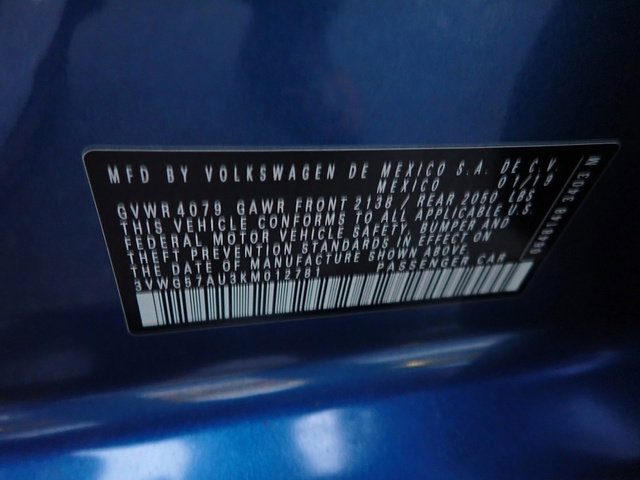 MFD BY VOLKSWAGEN DE MEXICO S.A. DE C.V.
MEXICO 01/19
GVWR 4079 GAWR FRONT 2138 / REAR 2050 LBS
THIS VEHICLE CONFORMS TO ALL APPLICABLE U.S.
FEDERAL MOTOR VEHICLE SAFETY, BUMPER AND
THEFT PREVENTION STANDARDS IN EFFECT ON
THE DATE OF MANUFACTURE SHOWN ABOVE.
3VWG57AU3KM012781 PASSENGER CAR